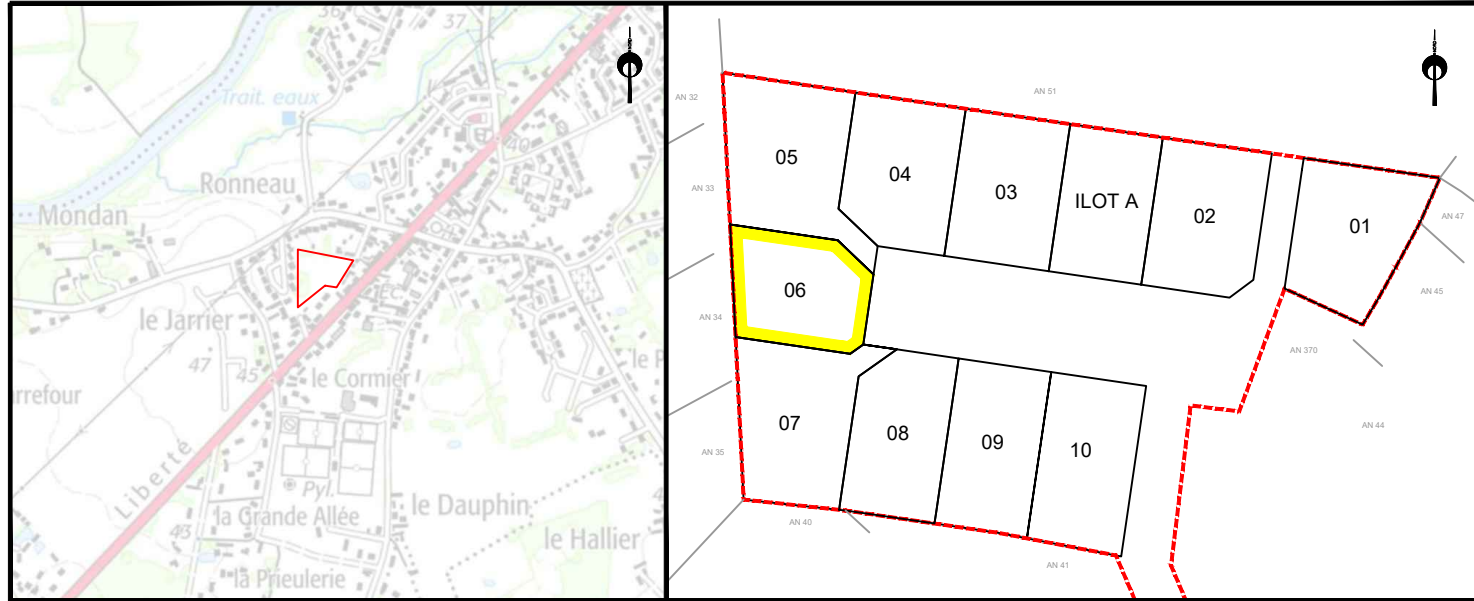 36
37
Trait. eaux
40
Ronneau
Mondan
le Jarrier
47
45
le Cormier
Liberté
Pyl.
la Grande Allée
le Dauphin
43
le Hallier
la Prieulerie
AN 32
AN 51
05
04
03
ILOT A
02
01
AN 33
AN 47
AN 45
06
AN 34
AN 370
07
08
09
10
AN 44
AN 35
AN 40
AN 41